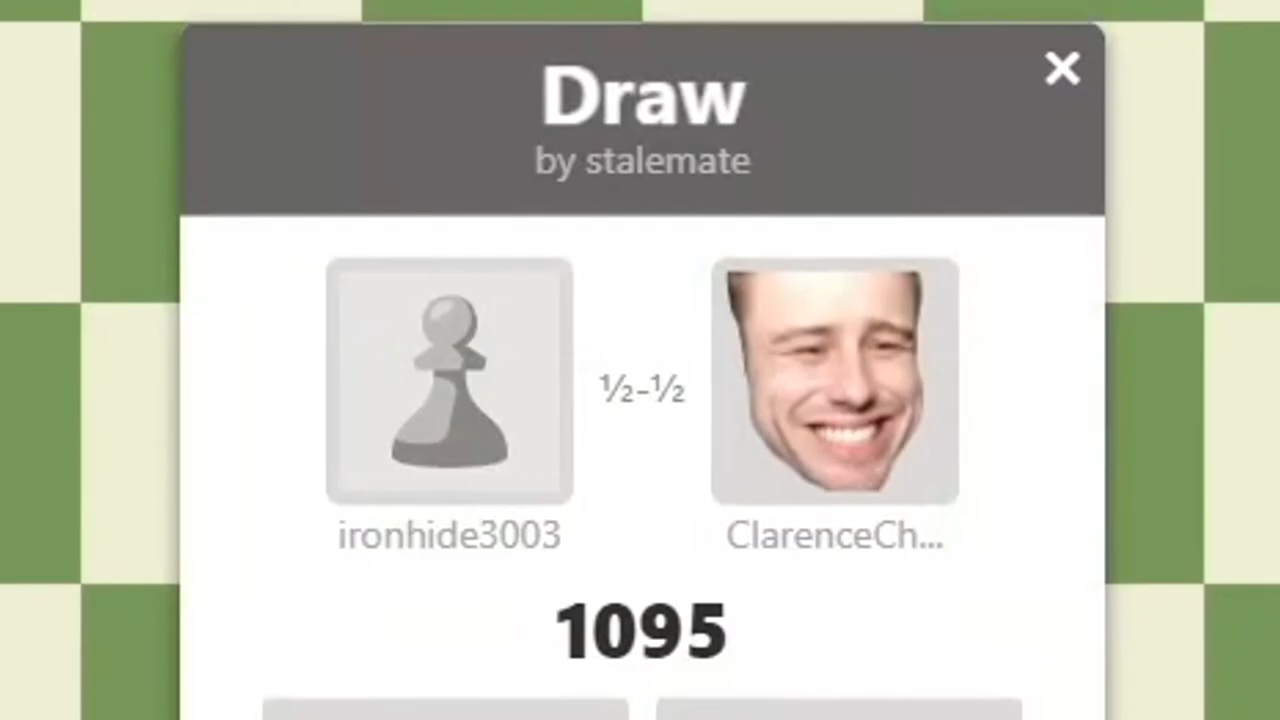 Draw
by stalemate
½-½
ironhide3003
ClarenceCh...
1095